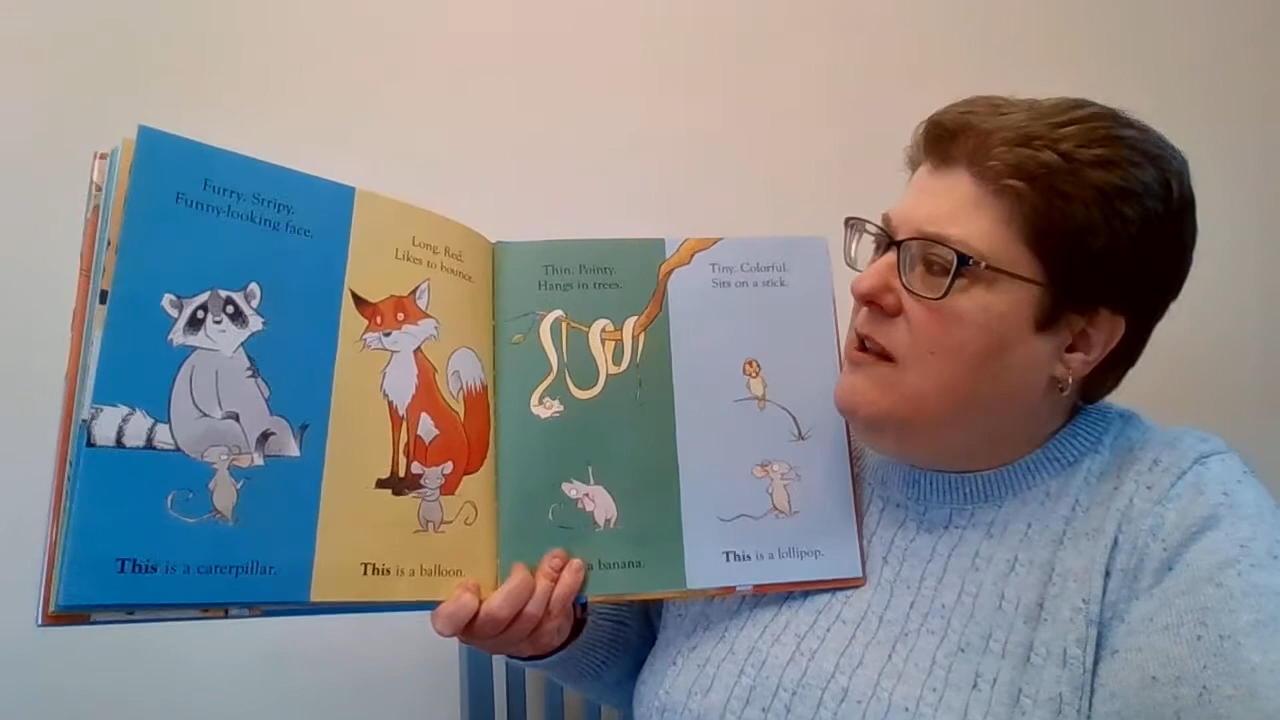 Furry. Stripy.
Funny-looking face.
This is a caterpillar.
Long. Red.
Likes to bounce.
This is a balloon.
Thin. Pointy.
Hangs in trees.
a banana.
Tiny. Colorful.
Sits on a stick.
This is a lollipop.